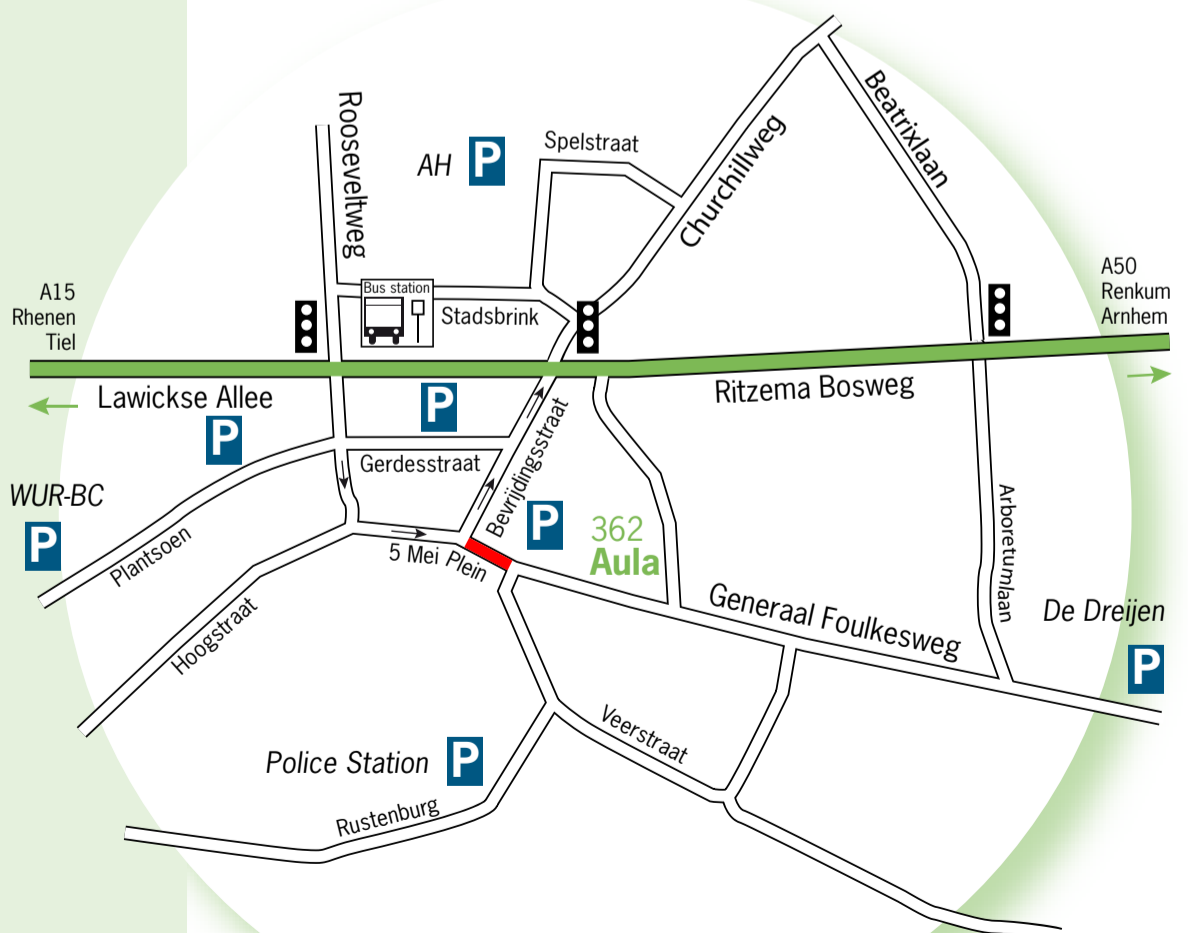 Rooseveltweg
AH P
Spelstraat
Churchillweg
Beatrixlaan
A15
Rhenen
Tiel
Bus station
Stadsbrink
A50
Renkum
Arnhem
Lawickse Allee
P
P
Ritzema Bosweg
Gerdesstraat
Bevrijdingsstraat
WUR-BC
P
Plantsoen
5 Mei Plein
P
362
Aula
Arboretumlaan
Generaal Foulkesweg
De Dreijen
P
Hoogstraat
Veerstraat
Police Station P
Rustenburg